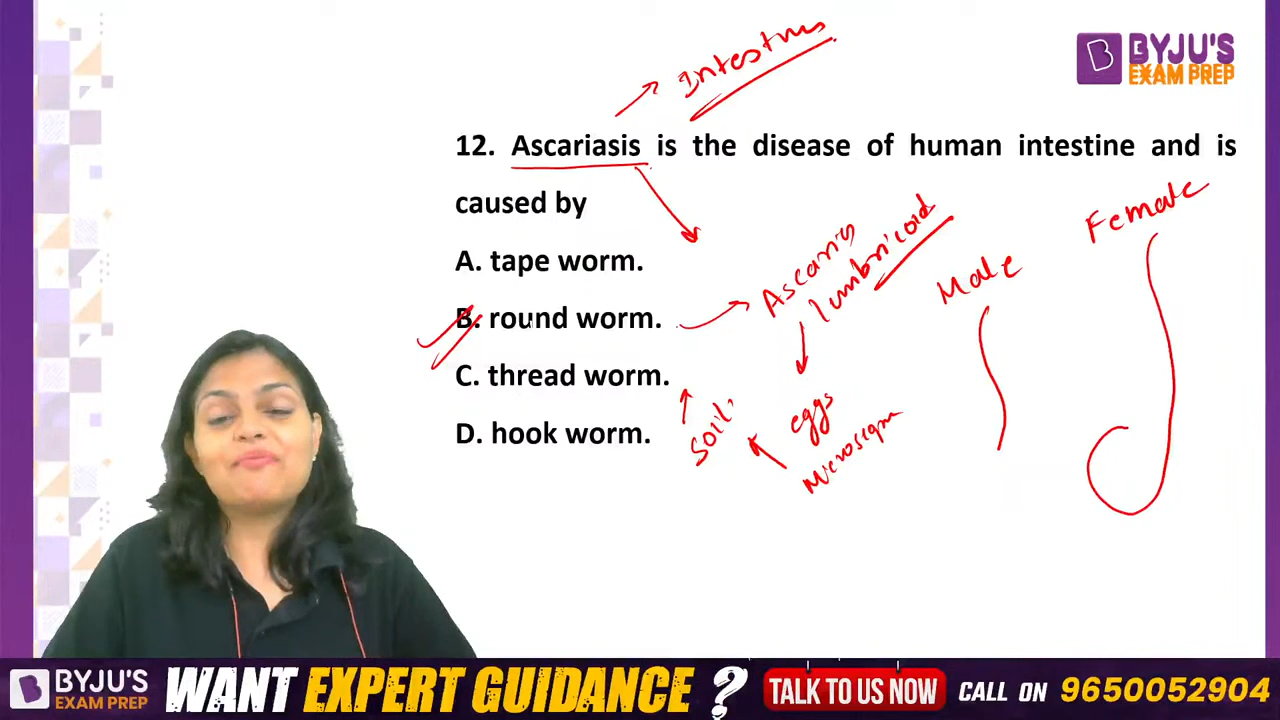 Intestines
BYJU'S
EXAM PREP
12. Ascariasis is the disease of human intestine and is
caused by
A. tape worm.
B. round worm.
C. thread worm.
D. hook worm.
Ascaris
lumbricoid
Male
Female
Soil
eggs
BYJU'S
EXAM PREP
WANT EXPERT GUIDANCE ?
TALK TO US NOW
CALL ON 9650052904